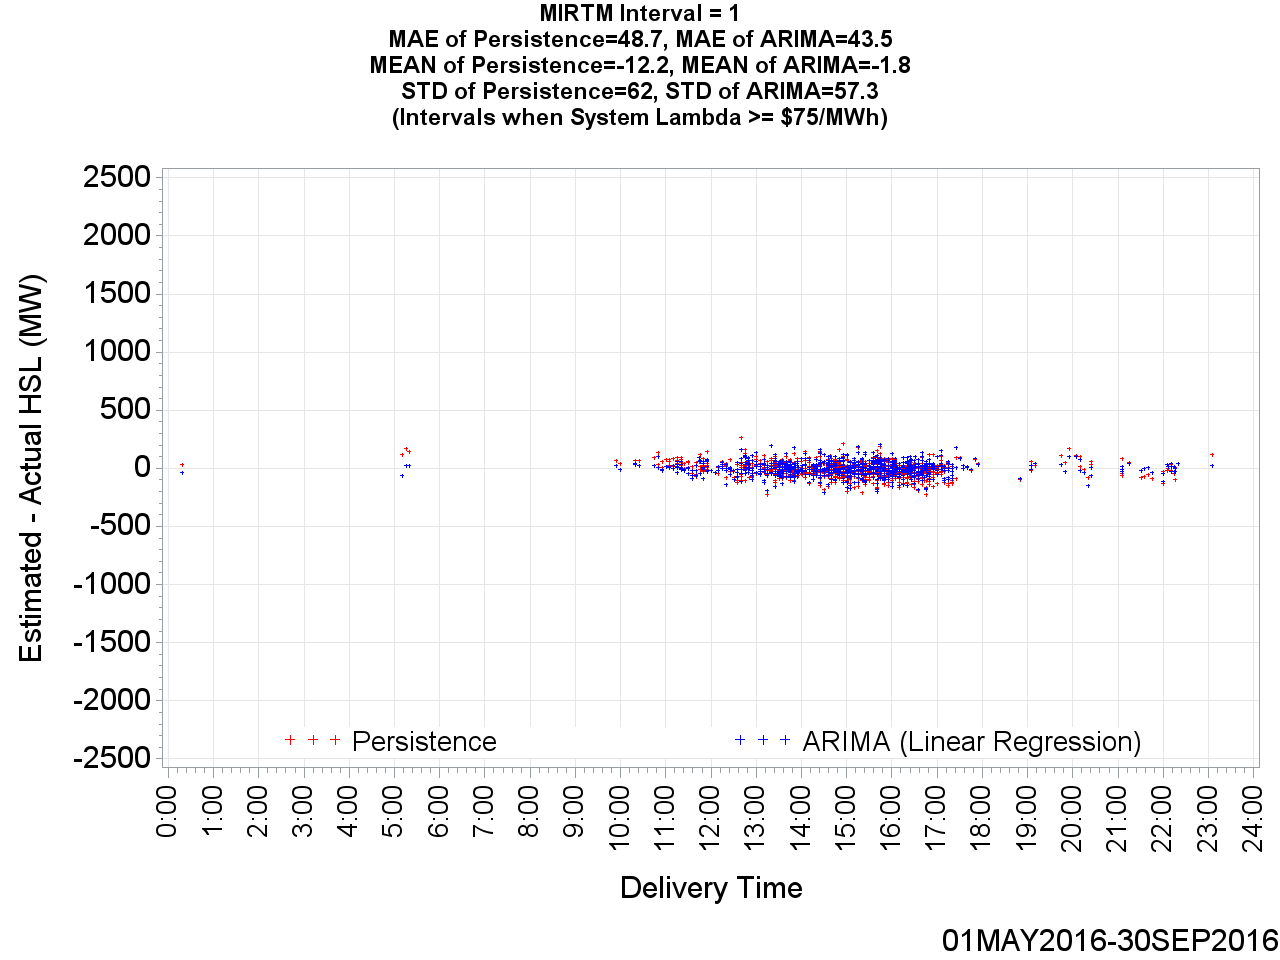 MIRTM Interval = 1
MAE of Persistence=48.7, MAE of ARIMA=43.5
MEAN of Persistence=-12.2, MEAN of ARIMA=-1.8
STD of Persistence=62, STD of ARIMA=57.3
(Intervals when System Lambda >= $75/MWh)
Estimated - Actual HSL (MW)
2500
2000
1500
1000
500
0
-500
-1000
-1500
-2000
-2500
Persistence
ARIMA (Linear Regression)
0:00 1:00 2:00 3:00 4:00 5:00 6:00 7:00 8:00 9:00 10:00 11:00 12:00 13:00 14:00 15:00 16:00 17:00 18:00 19:00 20:00 21:00 22:00 23:00 24:00
Delivery Time
01MAY2016-30SEP2016